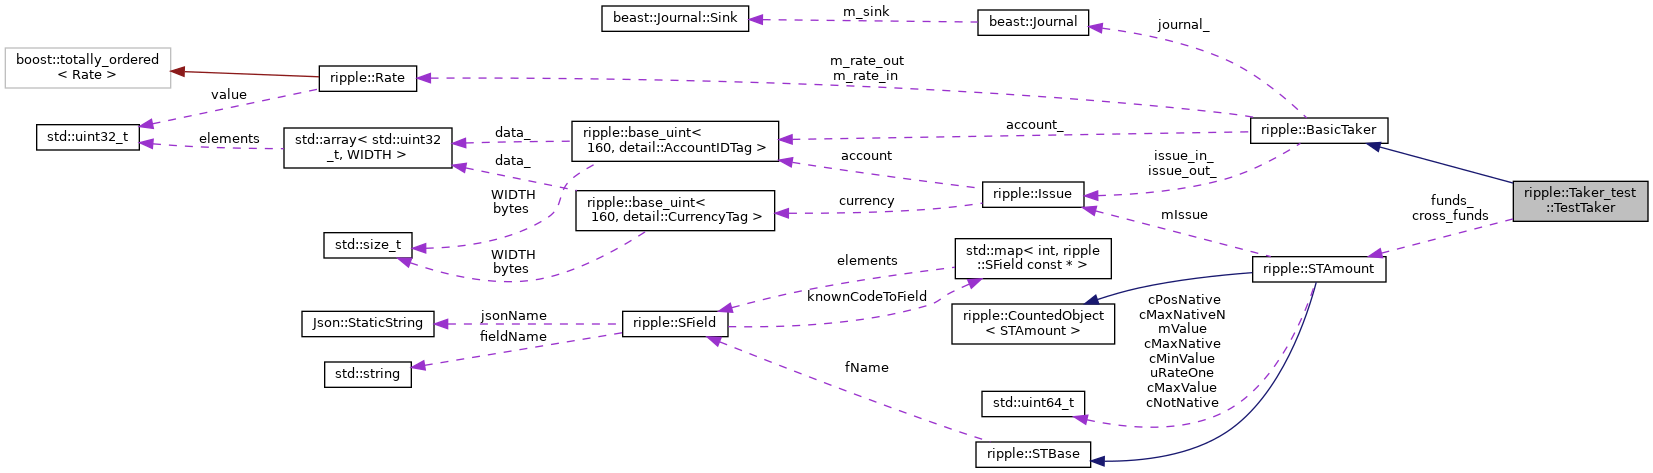 beast::Journal::Sink
m_sink
beast::Journal
journal_
boost::totally_ordered
< Rate >
ripple::Rate
m_rate_out
m_rate_in
value
std::uint32_t
elements
std::array< std::uint32
_t, WIDTH >
data_
data_
ripple::base_uint<
160, detail::AccountIDTag >
account_
ripple::BasicTaker
account
issue_in_
issue_out_
WIDTH
bytes
ripple::base_uint<
160, detail::CurrencyTag >
currency
ripple::Issue
ripple::Taker_test
::TestTaker
funds_
cross_funds_
mIssue
std::size_t
WIDTH
bytes
elements
std::map< int, ripple
::SField const * >
ripple::STAmount
knownCodeToField
ripple::CountedObject
< STAmount >
Json::StaticString
jsonName
fieldName
ripple::SField
std::string
fName
cPosNative
cMaxNativeN
mValue
cMaxNative
cMinValue
uRateOne
cMaxValue
cNotNative
std::uint64_t
ripple::STBase